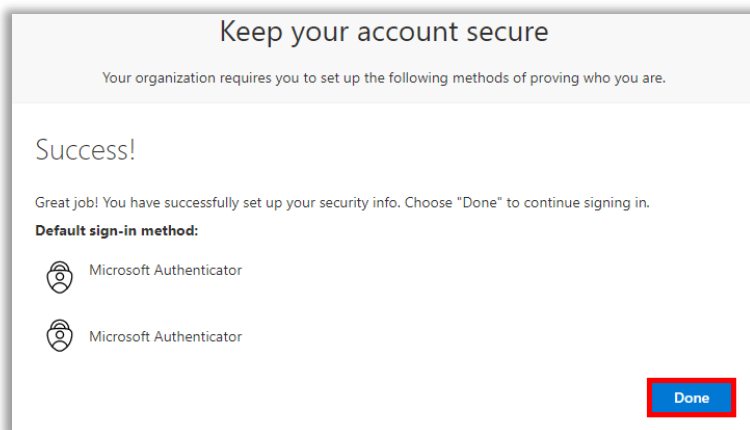 Keep your account secure
Your organization requires you to set up the following methods of proving who you are.
Success!
Great job! You have successfully set up your security info. Choose "Done" to continue signing in.
Default sign-in method:
Microsoft Authenticator
Microsoft Authenticator
Done